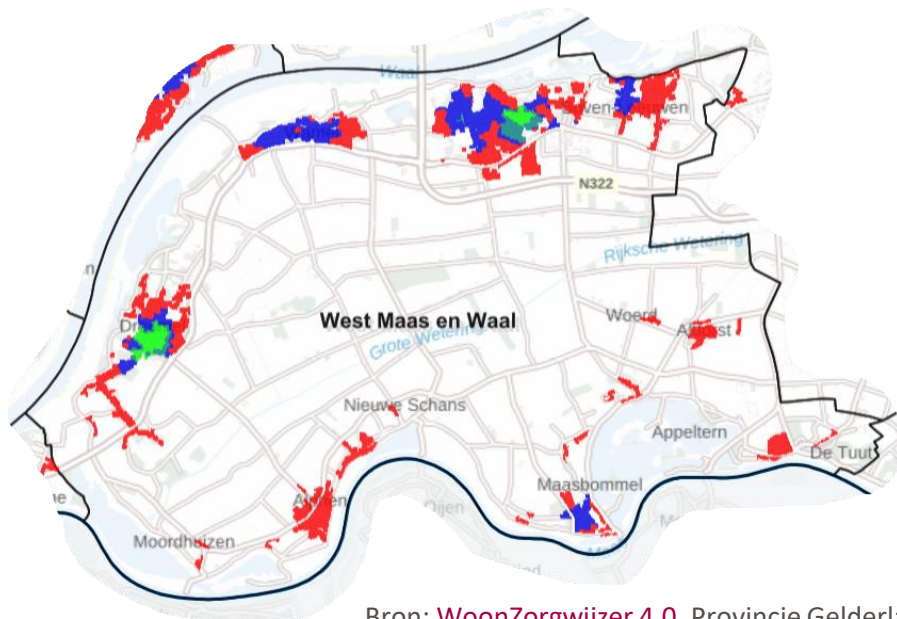 Waal
N322
Rijksche Wetering
West Maas en Waal
Woerd
Grote Wetering
Nieuwe Schans
Appeltern
De Tuut
Maasbommel
Moordhuizen
Bron: WoonZorgwijzer 4.0, Provincie Gelderla